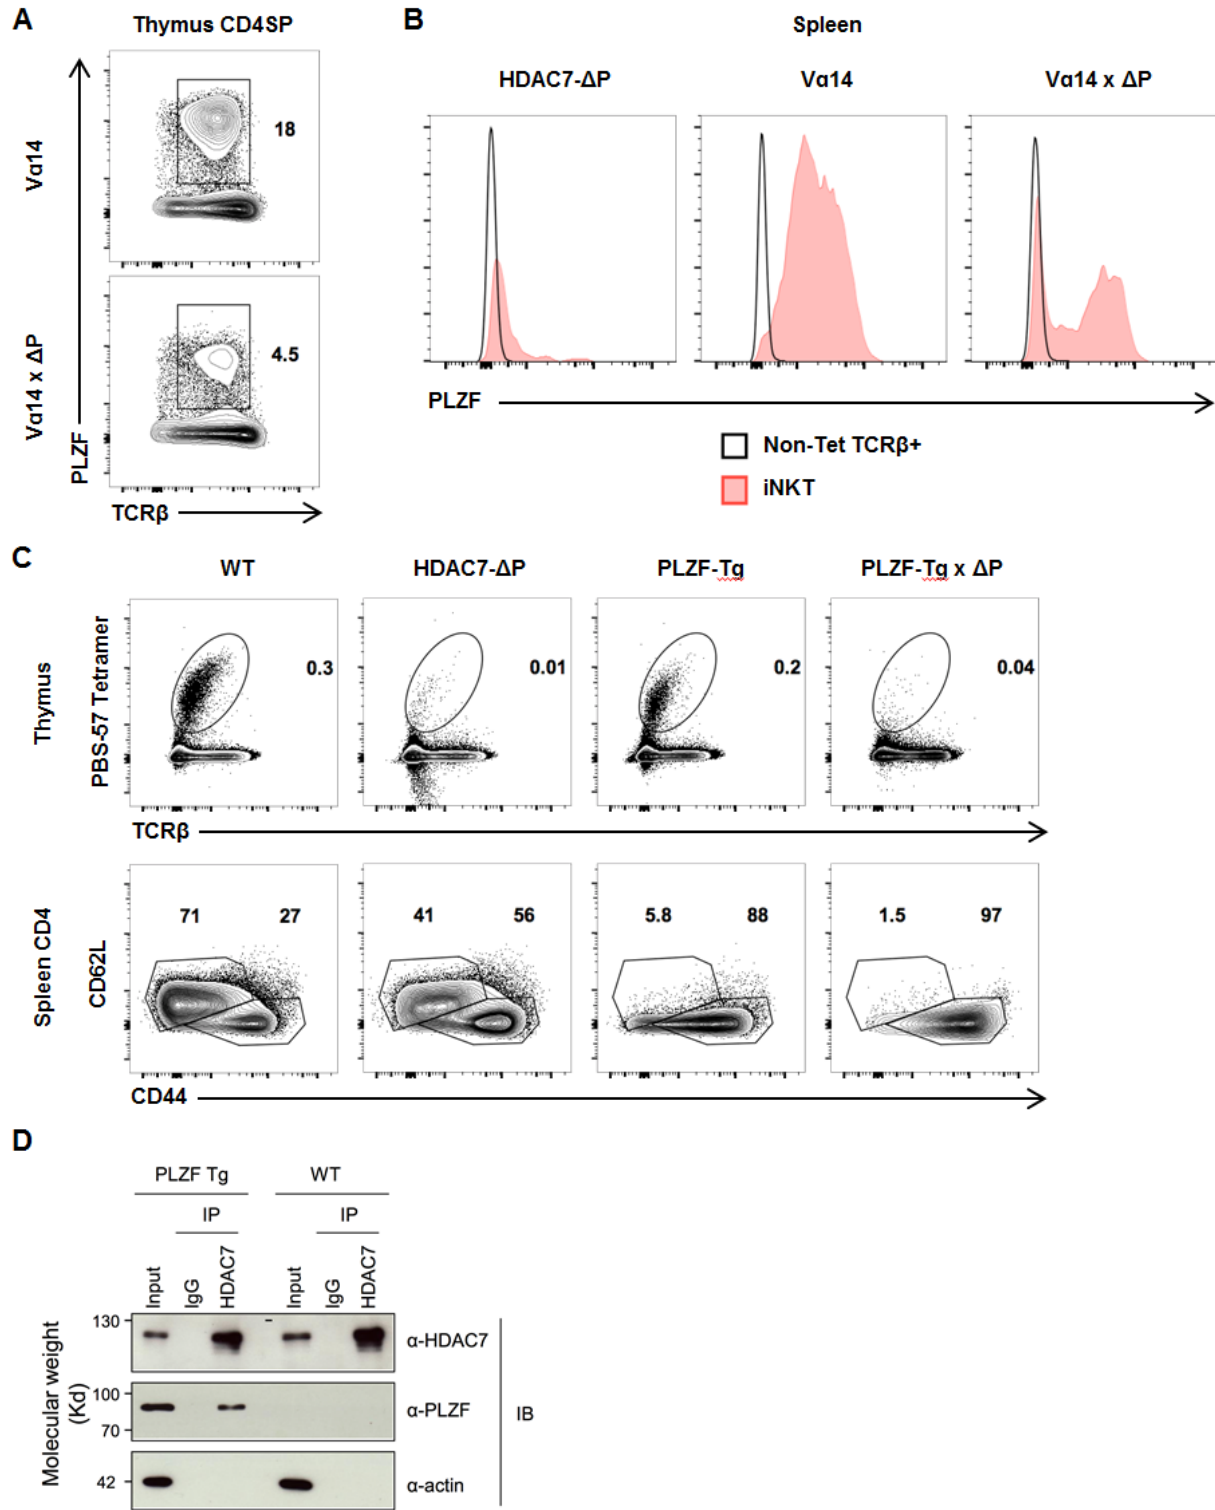 A
Thymus CD4SP
Vα14
18
Vα14 x ΔP
4.5
PLZF
TCRβ
B
Spleen
HDAC7-ΔP
Vα14
Vα14 x ΔP
PLZF
Non-Tet TCRβ+
iNKT
C
WT
HDAC7-ΔP
PLZF-Tg
PLZF-Tg x ΔP
Thymus
PBS-57 Tetramer
0.3
0.01
0.2
0.04
TCRβ
Spleen CD4
CD62L
71 27
41 56
5.8 88
1.5 97
CD44
D
PLZF Tg
WT
IP
IP
Input
IgG
HDAC7
Input
IgG
HDAC7
Molecular weight
(Kd)
130
α-HDAC7
100
70
α-PLZF
42
α-actin
IB